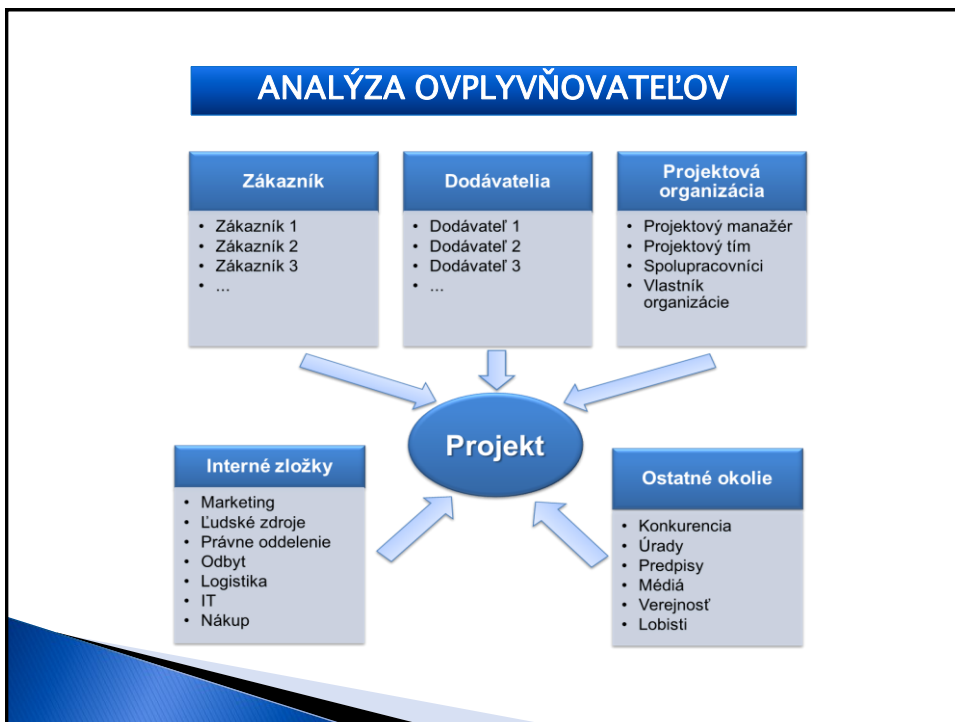 ANALÝZA OVPLYVŇOVATEĽOV
Zákazník
• Zákazník 1
• Zákazník 2
• Zákazník 3
• ...
Dodávatelia
• Dodávateľ 1
• Dodávateľ 2
• Dodávateľ 3
• ...
Projektová
organizácia
• Projektový manažér
• Projektový tím
• Spolupracovníci
• Vlastník
organizácie
Projekt
Interné zložky
• Marketing
• Ľudské zdroje
• Právne oddelenie
• Odbyt
• Logistika
• IT
• Nákup
Ostatné okolie
• Konkurencia
• Úrady
• Predpisy
• Médiá
• Verejnosť
• Lobisti